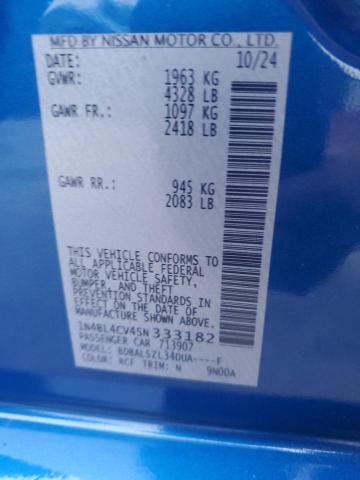 MFD BY NISSAN MOTOR CO., LTD.
DATE: 10/24
GVWR: 1963 KG
4328 LB
GAWR FR.: 1097 KG
2418 LB
GAWR RR.: 945 KG
2083 LB
THIS VEHICLE CONFORMS TO
ALL APPLICABLE FEDERAL
MOTOR VEHICLE SAFETY,
BUMPER, AND THEFT
PREVENTION STANDARDS IN
EFFECT ON THE DATE OF
MANUFACTURE SHOWN ABOVE.
1N4BL4CV4SN333182
PASSENGER CAR 713907
MODEL: BDBALSZL34DUA----F
COLOR: RCF TRIM: N 9N00A